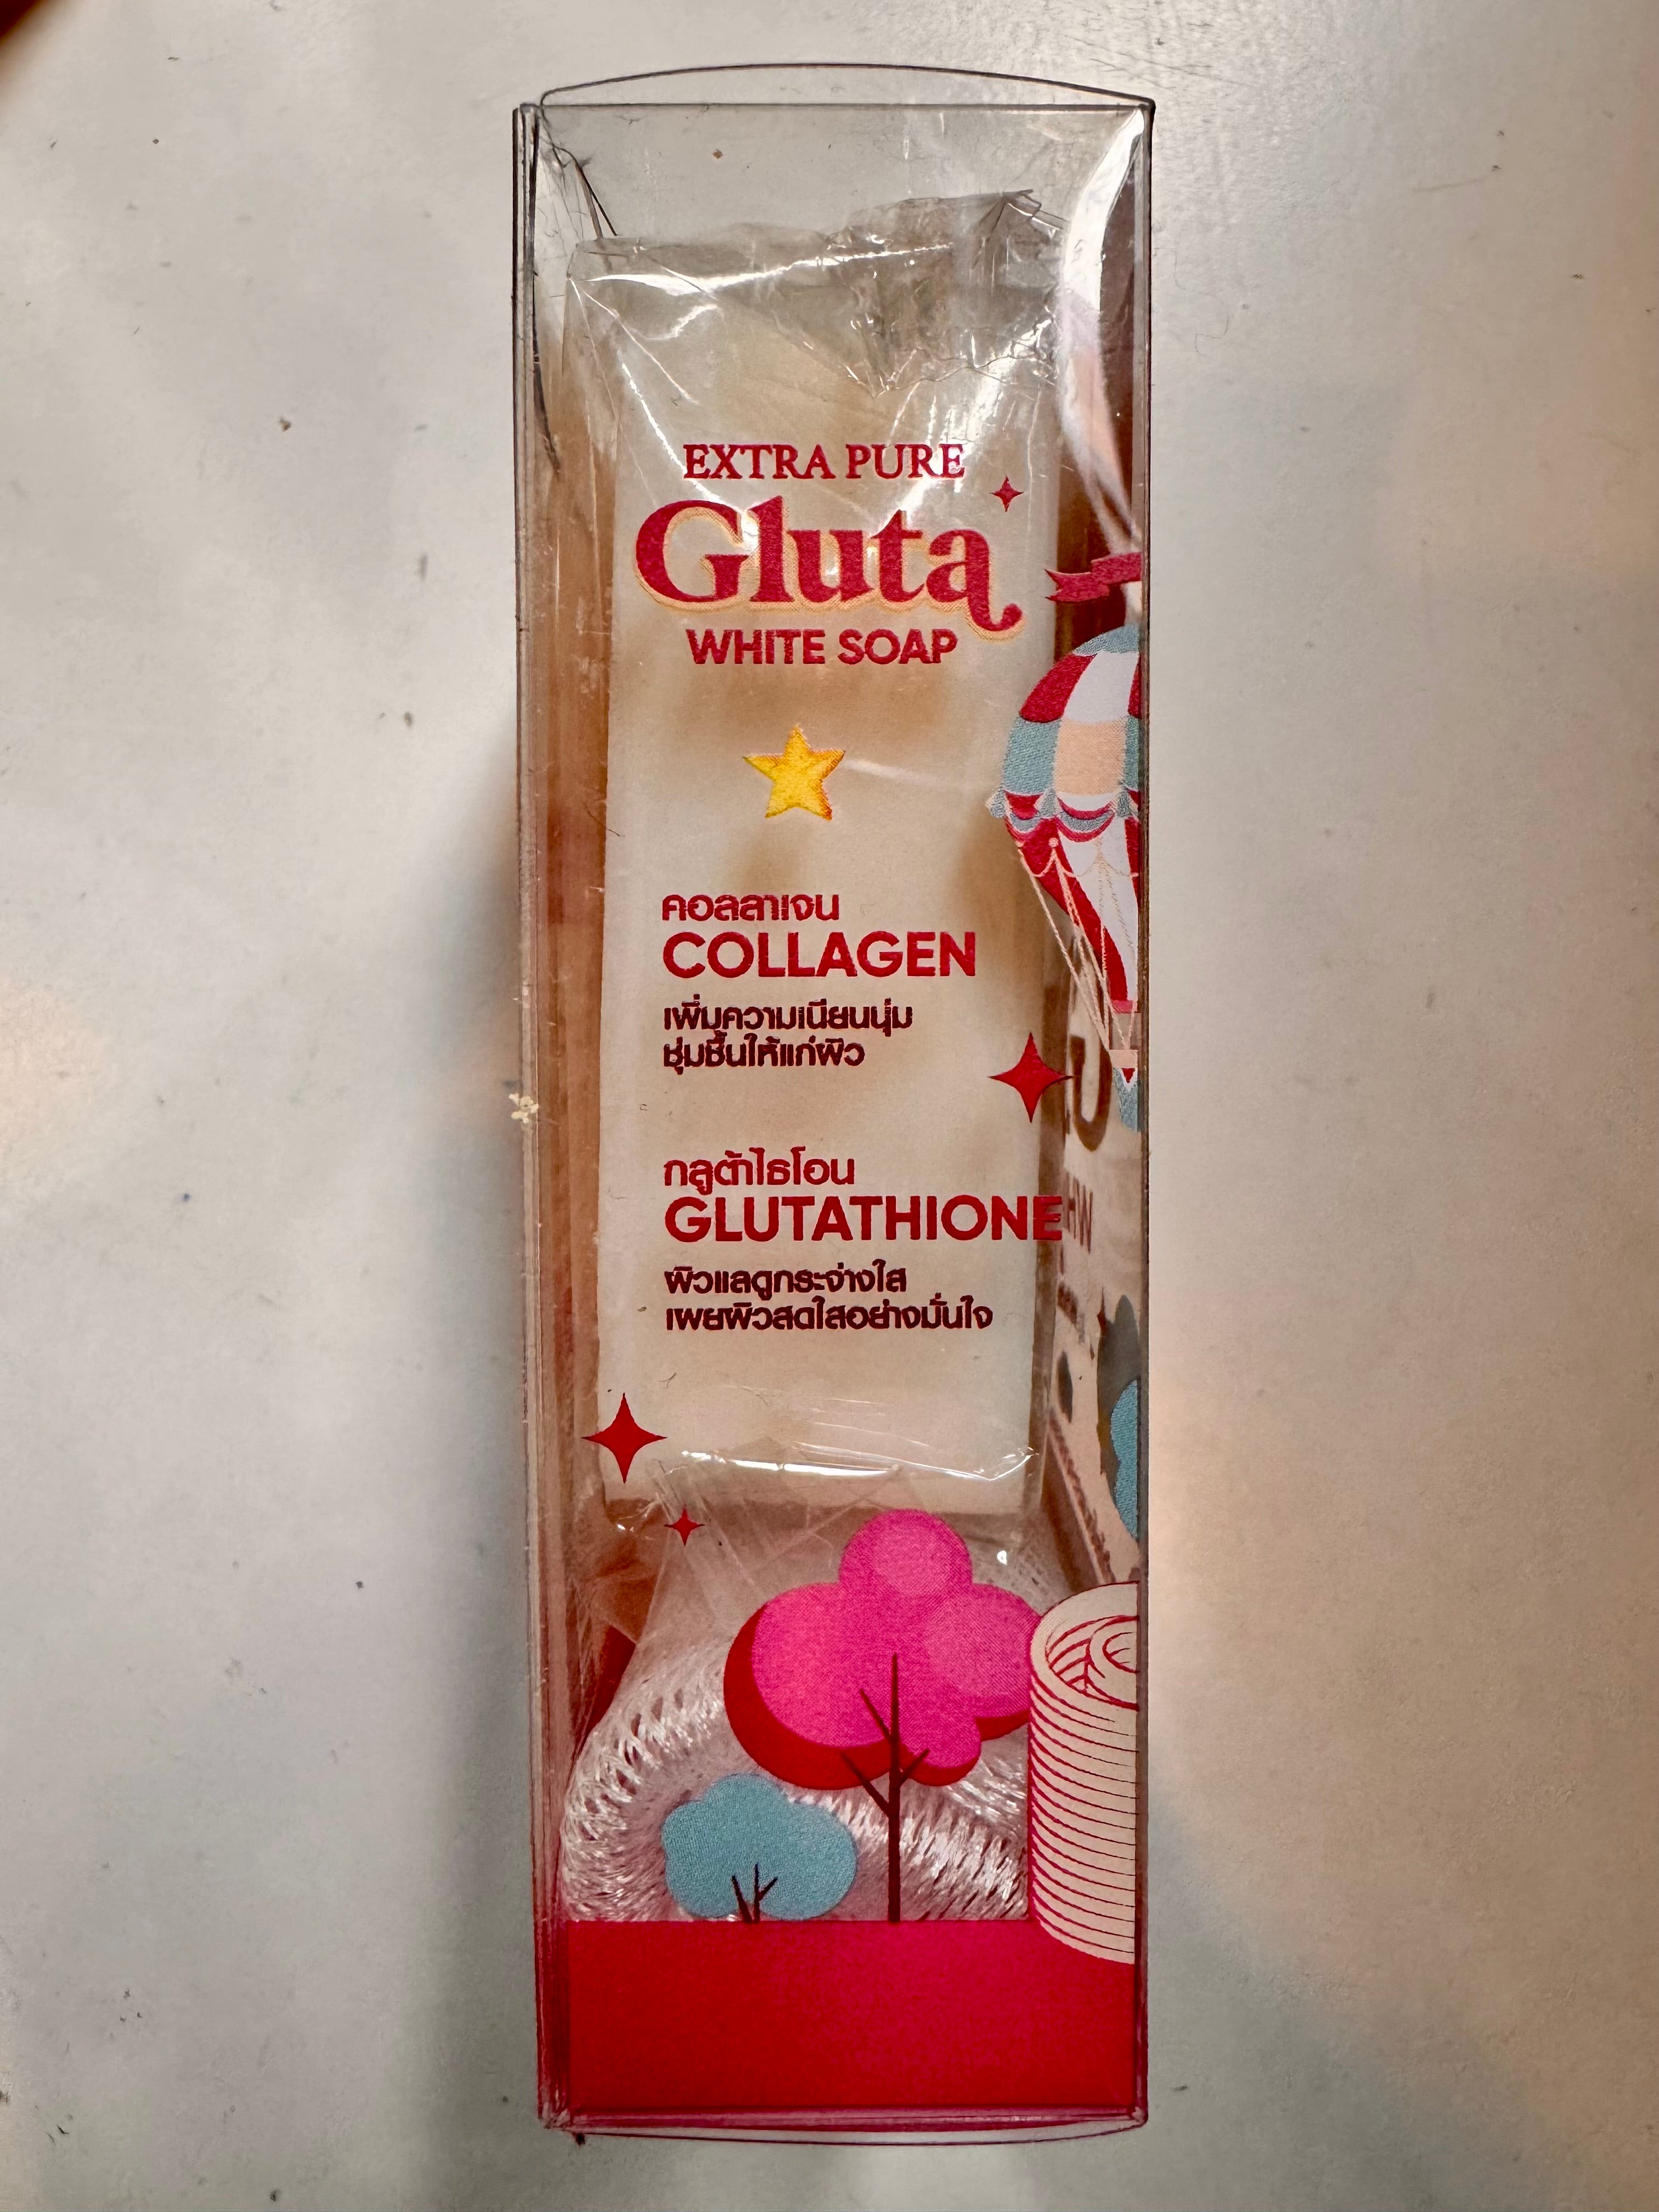 EXTRA PURE
Gluta
WHITE SOAP
คอลลาเจน
COLLAGEN
เพิ่มความเนียนนุ่ม
ชุ่มชื้นให้แก่ผิว
กลูต้าไธโอน
GLUTATHIONE
ผิวแลดูกระจ่างใส
เผยผิวสดใสอย่างมั่นใจ